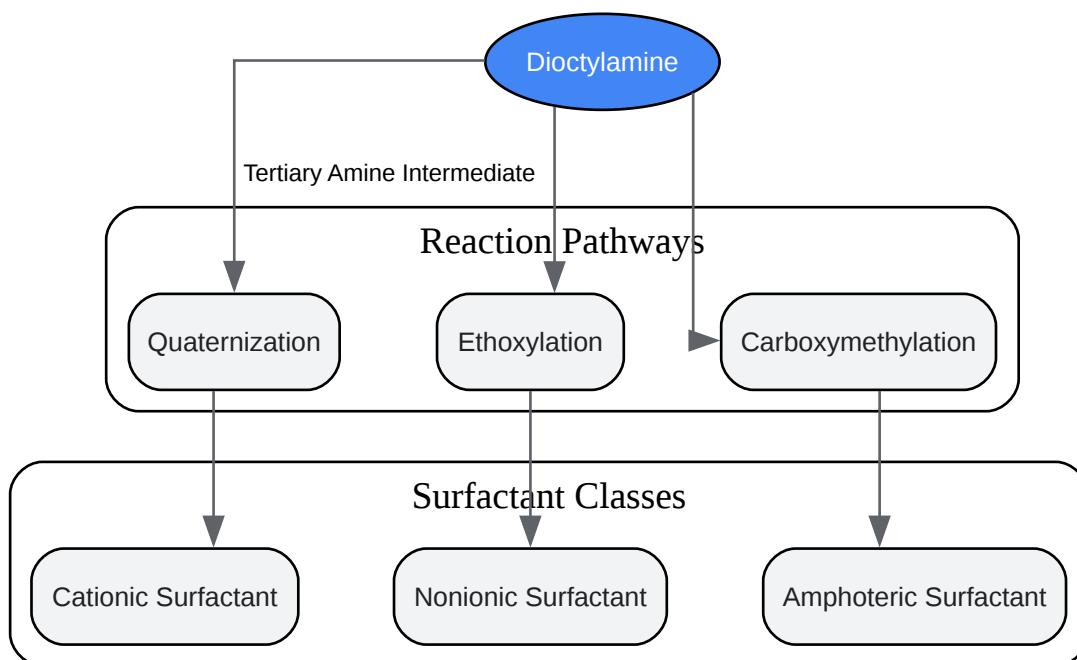 Dioctylamine
Tertiary Amine Intermediate
Reaction Pathways
Quaternization
Ethoxylation
Carboxymethylation
Surfactant Classes
Cationic Surfactant
Nonionic Surfactant
Amphoteric Surfactant